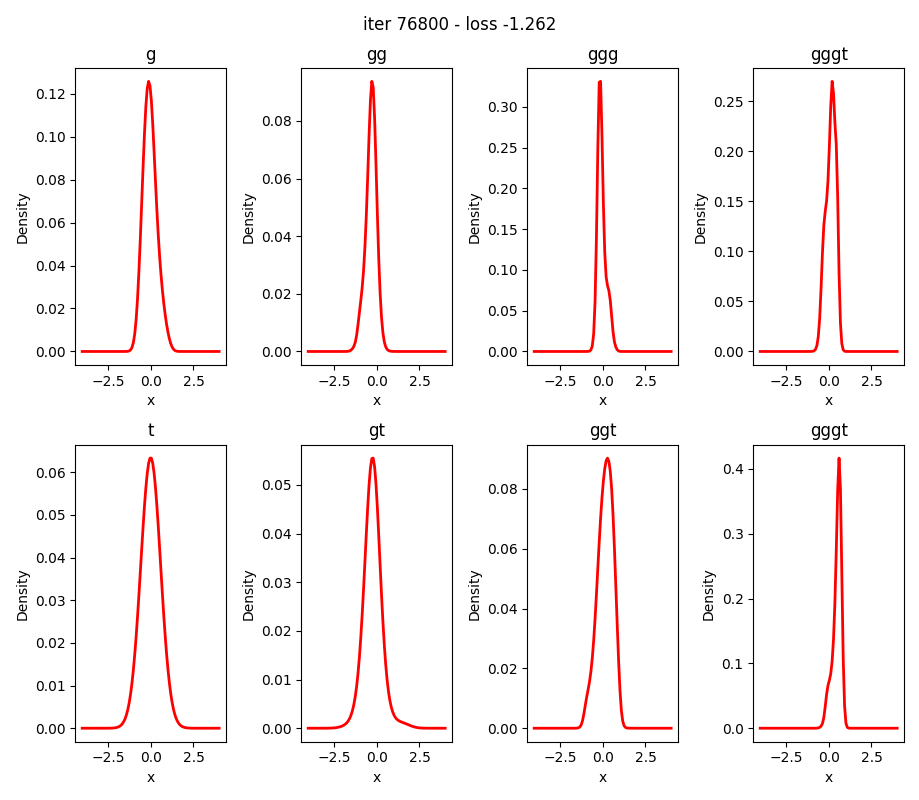 iter 76800 - loss -1.262
g gg ggg gggt
0.12 0.10 0.08 0.06 0.04 0.02 0.00
Density
−2.5 0.0 2.5
x
0.08 0.06 0.04 0.02 0.00
Density
−2.5 0.0 2.5
x
0.30 0.25 0.20 0.15 0.10 0.05 0.00
Density
−2.5 0.0 2.5
x
0.25 0.20 0.15 0.10 0.05 0.00
Density
−2.5 0.0 2.5
x
t gt ggt gggt
0.06 0.05 0.04 0.03 0.02 0.01 0.00
Density
−2.5 0.0 2.5
x
0.05 0.04 0.03 0.02 0.01 0.00
Density
−2.5 0.0 2.5
x
0.08 0.06 0.04 0.02 0.00
Density
−2.5 0.0 2.5
x
0.4 0.3 0.2 0.1 0.0
Density
−2.5 0.0 2.5
x